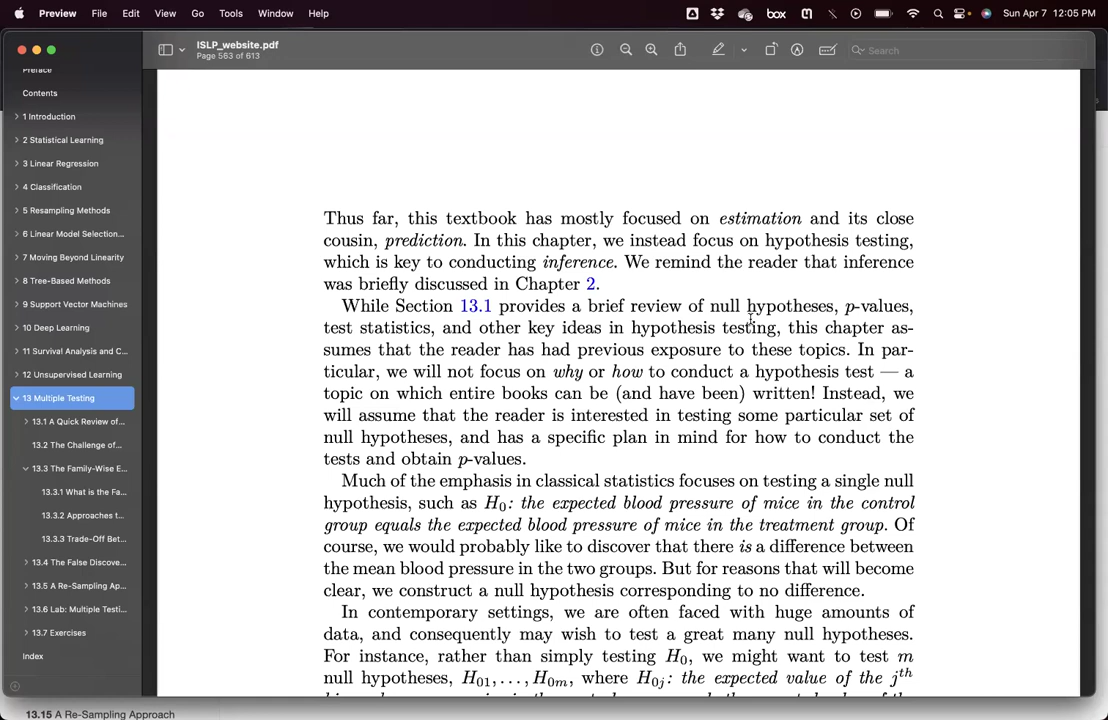 Preview File Edit View Go Tools Window Help box Sun Apr 7 12:05 PM
ISLP_website.pdf
Page 563 of 613
Search
Preface
Contents
1 Introduction
2 Statistical Learning
3 Linear Regression
4 Classification
5 Resampling Methods
6 Linear Model Selection...
7 Moving Beyond Linearity
8 Tree-Based Methods
9 Support Vector Machines
10 Deep Learning
11 Survival Analysis and C...
12 Unsupervised Learning
13 Multiple Testing
13.1 A Quick Review of...
13.2 The Challenge of...
13.3 The Family-Wise E...
13.3.1 What is the Fa...
13.3.2 Approaches t...
13.3.3 Trade-Off Bet...
13.4 The False Discove...
13.5 A Re-Sampling Ap...
13.6 Lab: Multiple Testi...
13.7 Exercises
Index
Thus far, this textbook has mostly focused on estimation and its close
cousin, prediction. In this chapter, we instead focus on hypothesis testing,
which is key to conducting inference. We remind the reader that inference
was briefly discussed in Chapter 2.
While Section 13.1 provides a brief review of null hypotheses, p-values,
test statistics, and other key ideas in hypothesis testing, this chapter as-
sumes that the reader has had previous exposure to these topics. In par-
ticular, we will not focus on why or how to conduct a hypothesis test — a
topic on which entire books can be (and have been) written! Instead, we
will assume that the reader is interested in testing some particular set of
null hypotheses, and has a specific plan in mind for how to conduct the
tests and obtain p-values.
Much of the emphasis in classical statistics focuses on testing a single null
hypothesis, such as H0: the expected blood pressure of mice in the control
group equals the expected blood pressure of mice in the treatment group. Of
course, we would probably like to discover that there is a difference between
the mean blood pressure in the two groups. But for reasons that will become
clear, we construct a null hypothesis corresponding to no difference.
In contemporary settings, we are often faced with huge amounts of
data, and consequently may wish to test a great many null hypotheses.
For instance, rather than simply testing H0, we might want to test m
null hypotheses, H01, . . . , H0m, where H0j: the expected value of the jth
13.15 A Re-Sampling Approach